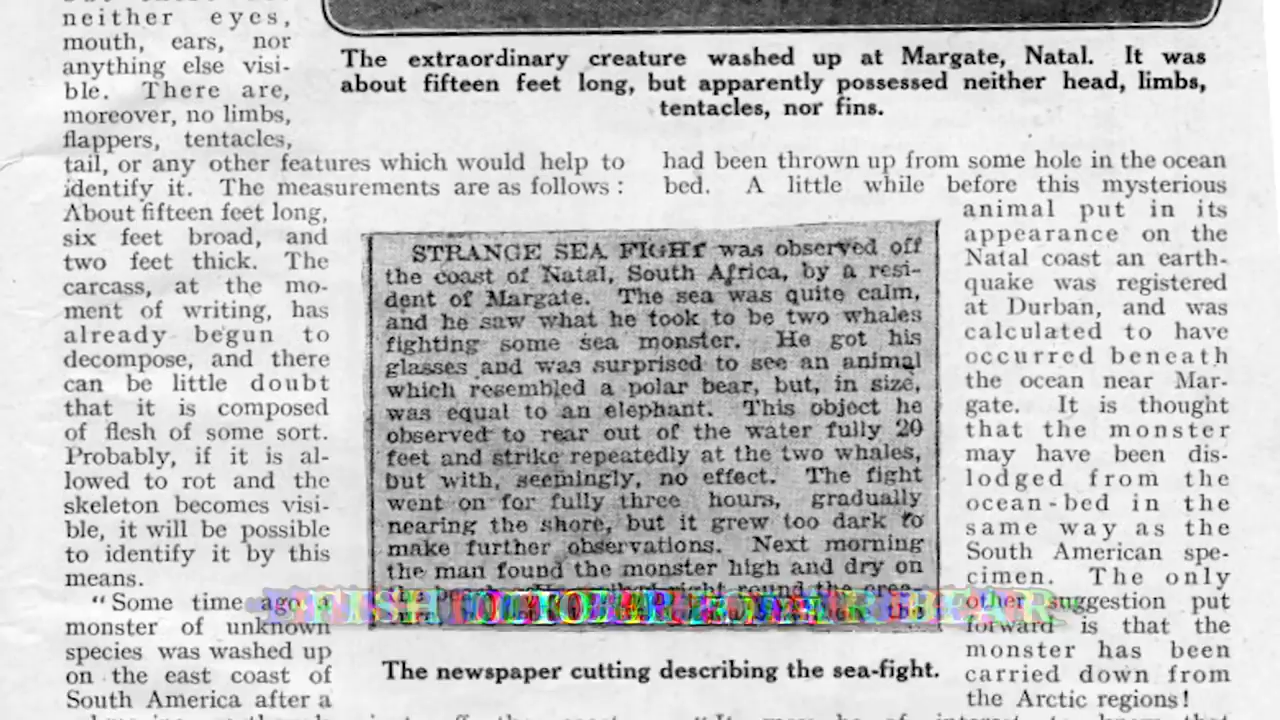 neither eyes,
mouth, ears, nor
anything else visi-
ble. There are,
moreover, no limbs,
flappers, tentacles,
tail, or any other features which would help to
identify it. The measurements are as follows :
About fifteen feet long,
six feet broad, and
two feet thick. The
carcass, at the mo-
ment of writing, has
already begun to
decompose, and there
can be little doubt
that it is composed
of flesh of some sort.
Probably, if it is al-
lowed to rot and the
skeleton becomes visi-
ble, it will be possible
to identify it by this
means.
“Some time ago a
monster of unknown
species was washed up
on the east coast of
South America after a
The extraordinary creature washed up at Margate, Natal. It was
about fifteen feet long, but apparently possessed neither head, limbs,
tentacles, nor fins.
STRANGE SEA FIGHT was observed off
the coast of Natal, South Africa, by a resi-
dent of Margate. The sea was quite calm,
and he saw what he took to be two whales
fighting some sea monster. He got his
glasses and was surprised to see an animal
which resembled a polar bear, but, in size,
was equal to an elephant. This object he
observed to rear out of the water fully 20
feet and strike repeatedly at the two whales,
but with, seemingly, no effect. The fight
went on for fully three hours, gradually
nearing the shore, but it grew too dark to
make further observations. Next morning
the man found the monster high and dry on
The newspaper cutting describing the sea-fight.
had been thrown up from some hole in the ocean
bed. A little while before this mysterious
animal put in its
appearance on the
Natal coast an earth-
quake was registered
at Durban, and was
calculated to have
occurred beneath
the ocean near Mar-
gate. It is thought
that the monster
may have been dis-
lodged from the
ocean-bed in the
same way as the
South American spe-
cimen. The only
other suggestion put
forward is that the
monster has been
carried down from
the Arctic regions!